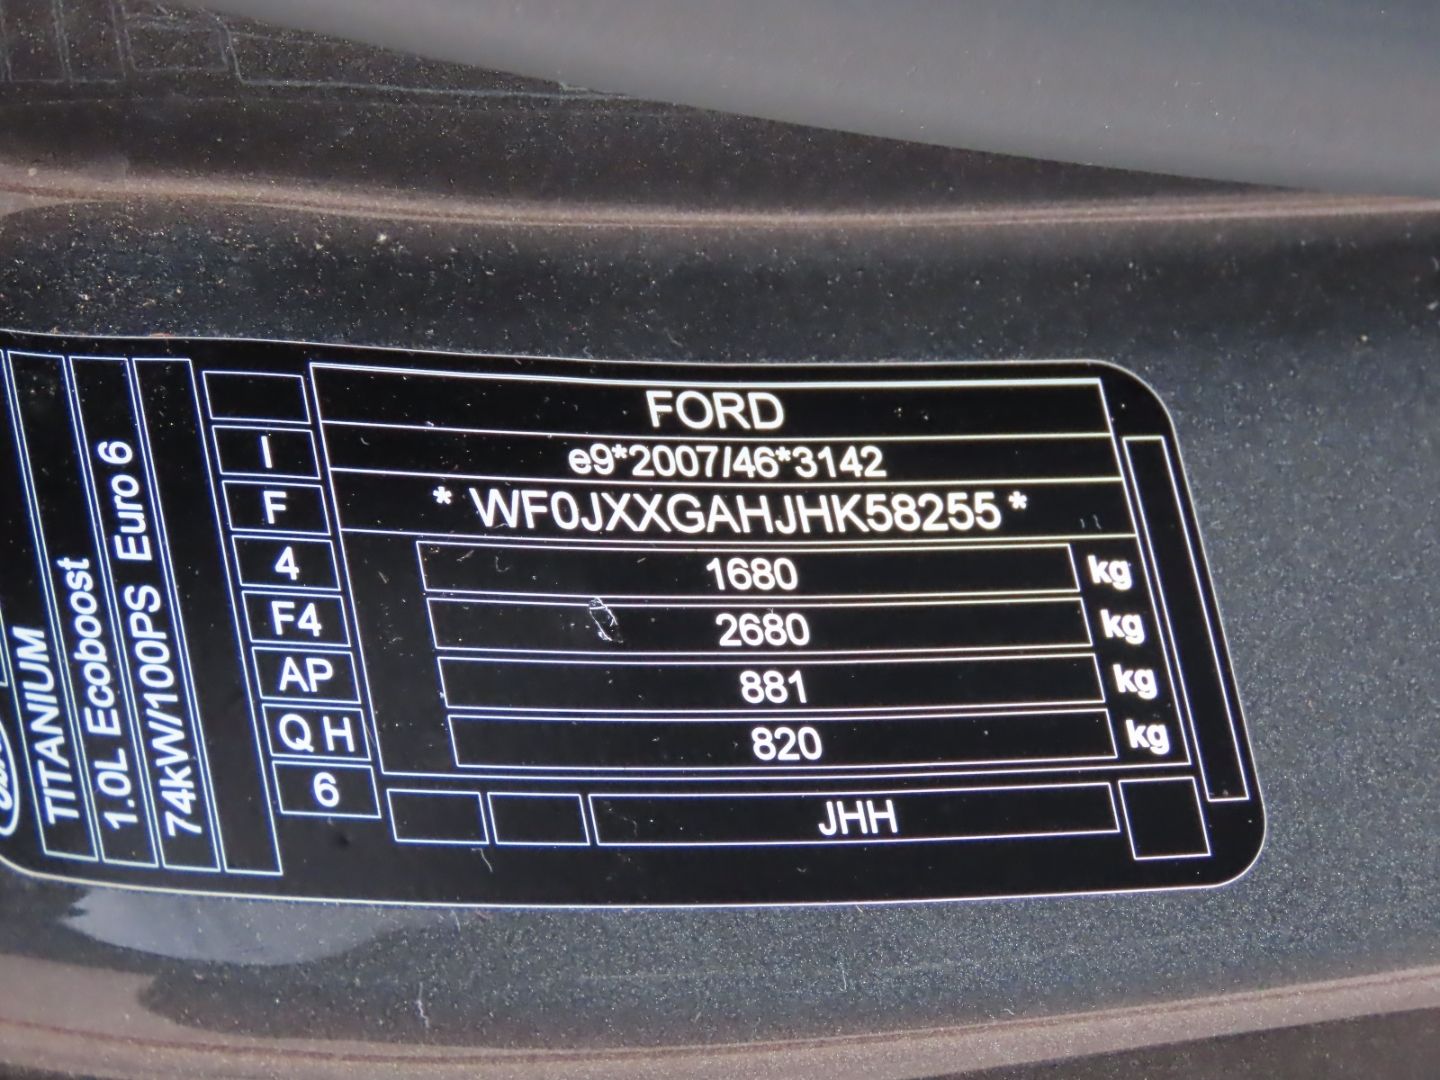 FORD
e9*2007/46*3142
* WF0JXXGAHJHK58255 *
1680 kg
2680 kg
881 kg
820 kg
JHH
I
F
4
F4
AP
Q H
6
TITANIUM
1.0L Ecoboost
74kW/100PS Euro 6